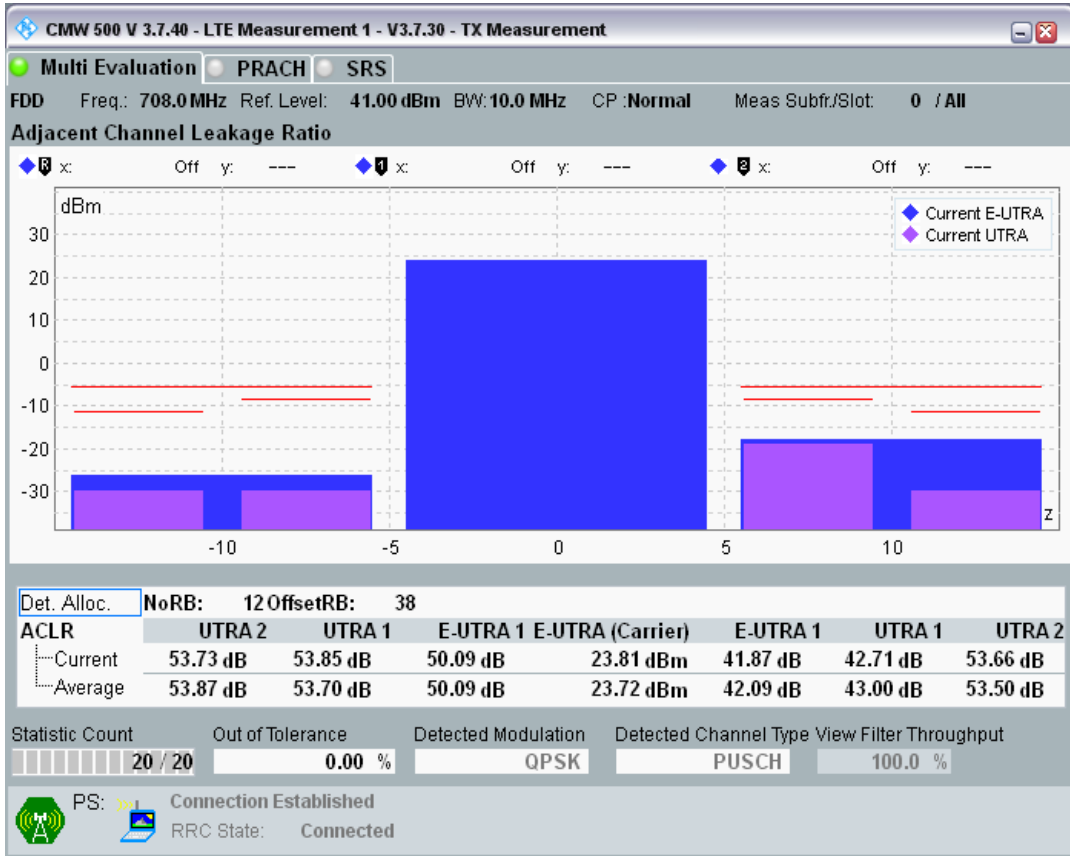 CMW 500 V 3.7.40 - LTE Measurement 1 - V3.7.30 - TX Measurement
Multi Evaluation PRACH SRS
FDD Freq.: 708.0 MHz Ref. Level: 41.00 dBm BW: 10.0 MHz CP :Normal Meas Subfr./Slot: 0 / All
Adjacent Channel Leakage Ratio
R x: Off y: --- 1 x: Off y: --- 2 x: Off y: ---
dBm
Current E-UTRA
Current UTRA
30
20
10
0
-10
-20
-30
z
-10 -5 0 5 10
Det. Alloc. NoRB: 12 OffsetRB: 38
ACLR UTRA 2 UTRA 1 E-UTRA 1 E-UTRA (Carrier) E-UTRA 1 UTRA 1 UTRA 2
Current 53.73 dB 53.85 dB 50.09 dB 23.81 dBm 41.87 dB 42.71 dB 53.66 dB
Average 53.87 dB 53.70 dB 50.09 dB 23.72 dBm 42.09 dB 43.00 dB 53.50 dB
Statistic Count Out of Tolerance Detected Modulation Detected Channel Type View Filter Throughput
20 / 20 0.00 % QPSK PUSCH 100.0 %
PS: Connection Established
RRC State: Connected